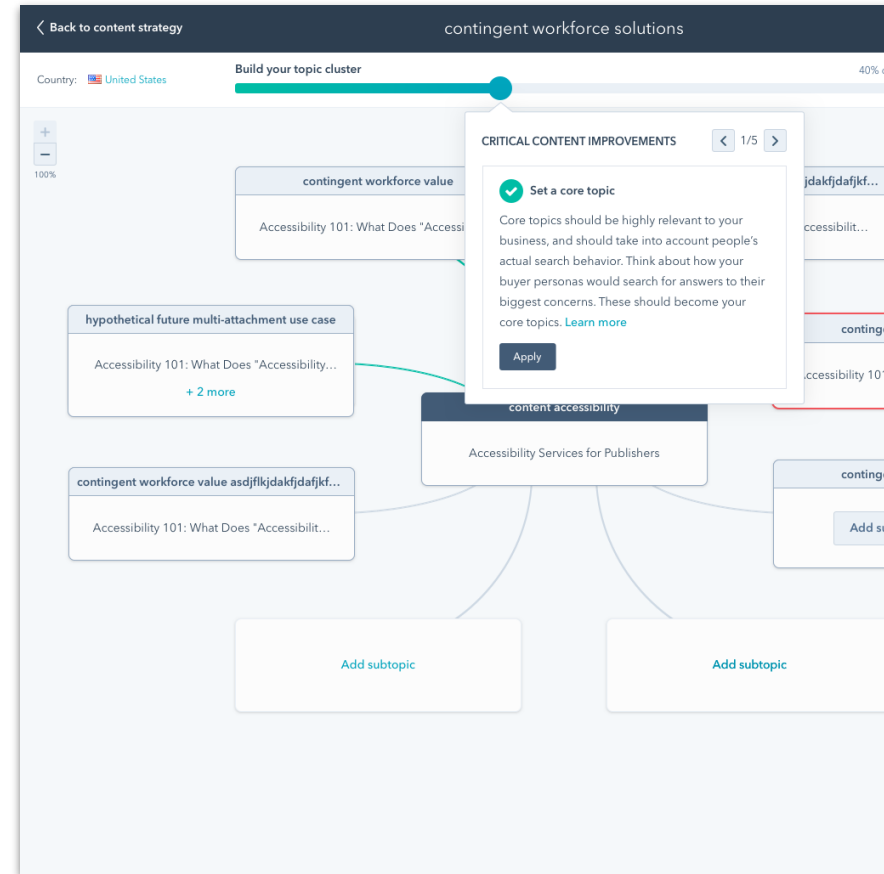 Back to content strategy
contingent workforce solutions
Country: United States
Build your topic cluster
40%
CRITICAL CONTENT IMPROVEMENTS
1/5
Set a core topic
Core topics should be highly relevant to your
business, and should take into account people's
actual search behavior. Think about how your
buyer personas would search for answers to their
biggest concerns. These should become your
core topics. Learn more
Apply
+
−
100%
contingent workforce value
Accessibility 101: What Does "Accessi
jdakfjdafjkf…
ccessibilit…
hypothetical future multi-attachment use case
Accessibility 101: What Does "Accessibility…
+ 2 more
conting
ccessibility 101
content accessibility
Accessibility Services for Publishers
contingent workforce value asdjflkjdakfjdafjkf…
Accessibility 101: What Does "Accessibilit…
conting
Add su
Add subtopic
Add subtopic